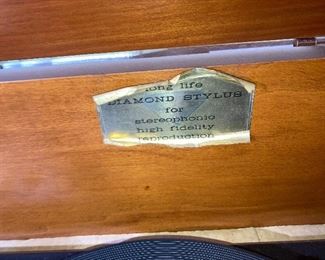 long life
DIAMOND STYLUS
for
stereophonic
high fidelity
reproduction